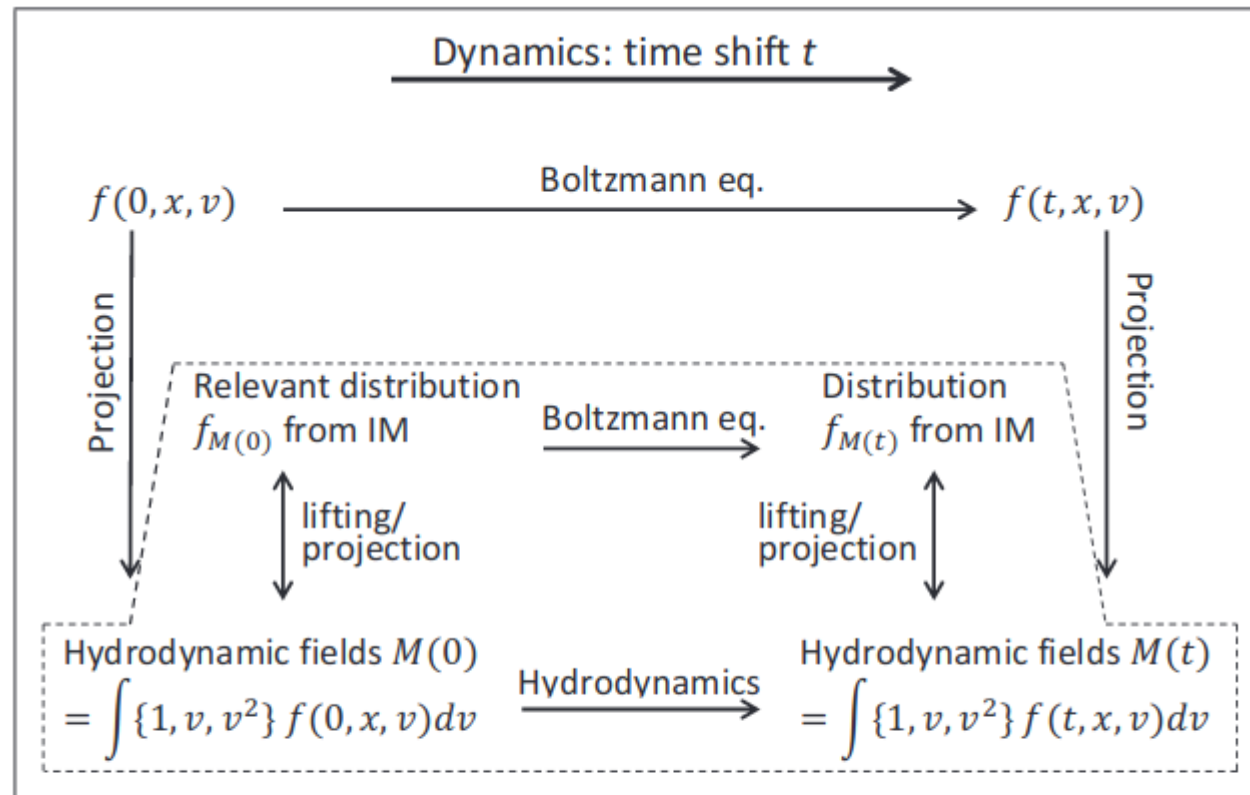 Dynamics: time shift t
Boltzmann eq.
f(0, x, v)
f(t, x, v)
Projection
Projection
Relevant distribution
f_{M(0)} from IM
Boltzmann eq.
Distribution
f_{M(t)} from IM
lifting/
projection
lifting/
projection
Hydrodynamic fields M(0)
= ∫ {1, v, v²} f(0, x, v)dv
Hydrodynamics
Hydrodynamic fields M(t)
= ∫ {1, v, v²} f(t, x, v)dv